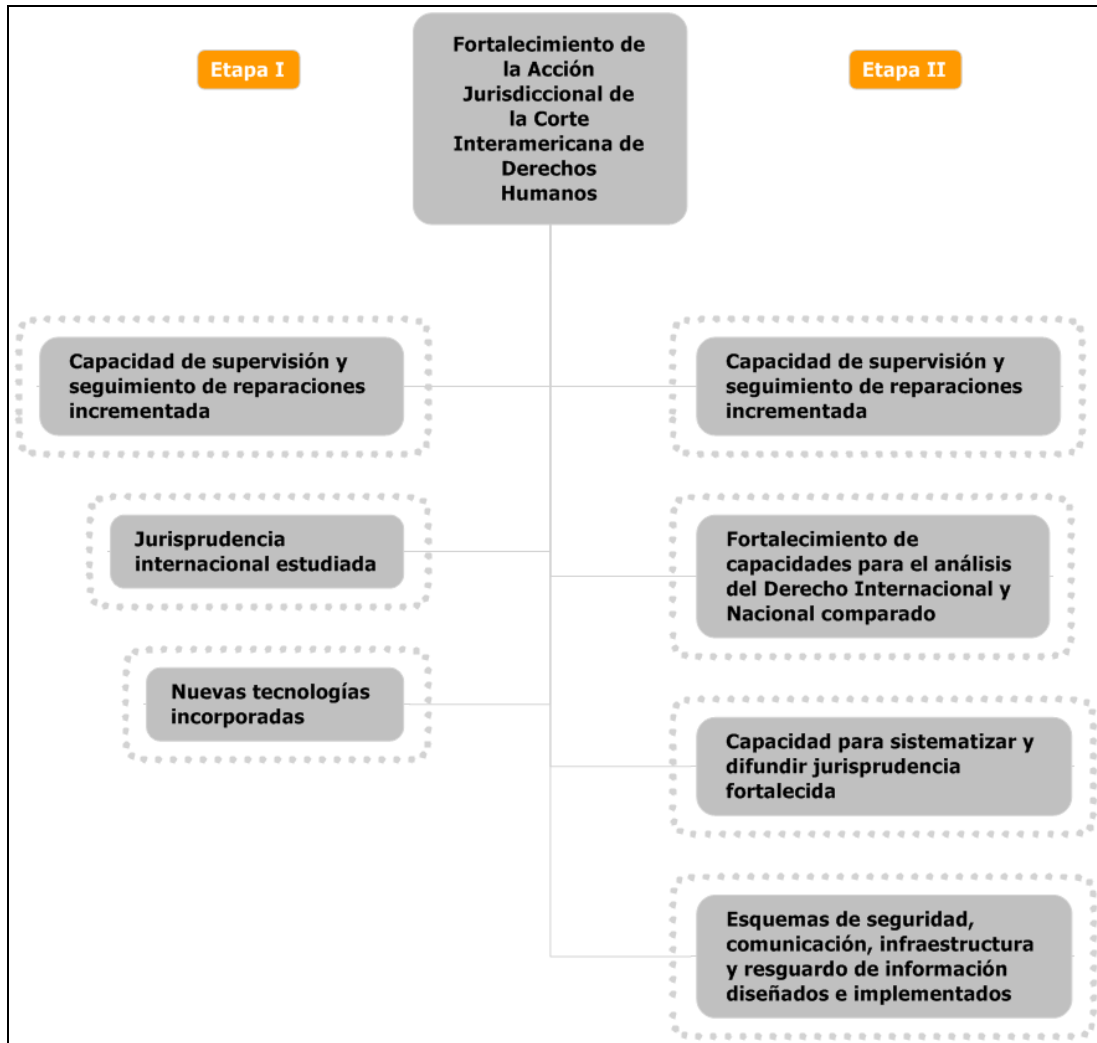 Etapa I
Fortalecimiento de
la Acción
Jurisdiccional de
la Corte
Interamericana de
Derechos
Humanos
Etapa II
Capacidad de supervisión y
seguimiento de reparaciones
incrementada
Jurisprudencia
internacional estudiada
Nuevas tecnologías
incorporadas
Capacidad de supervisión y
seguimiento de reparaciones
incrementada
Fortalecimiento de
capacidades para el análisis
del Derecho Internacional y
Nacional comparado
Capacidad para sistematizar y
difundir jurisprudencia
fortalecida
Esquemas de seguridad,
comunicación, infraestructura
y resguardo de información
diseñados e implementados